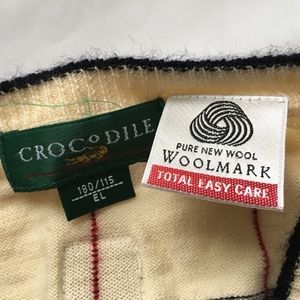 CROCODILE
180/115
EL
PURE NEW WOOL
WOOLMARK
TOTAL EASY CARE